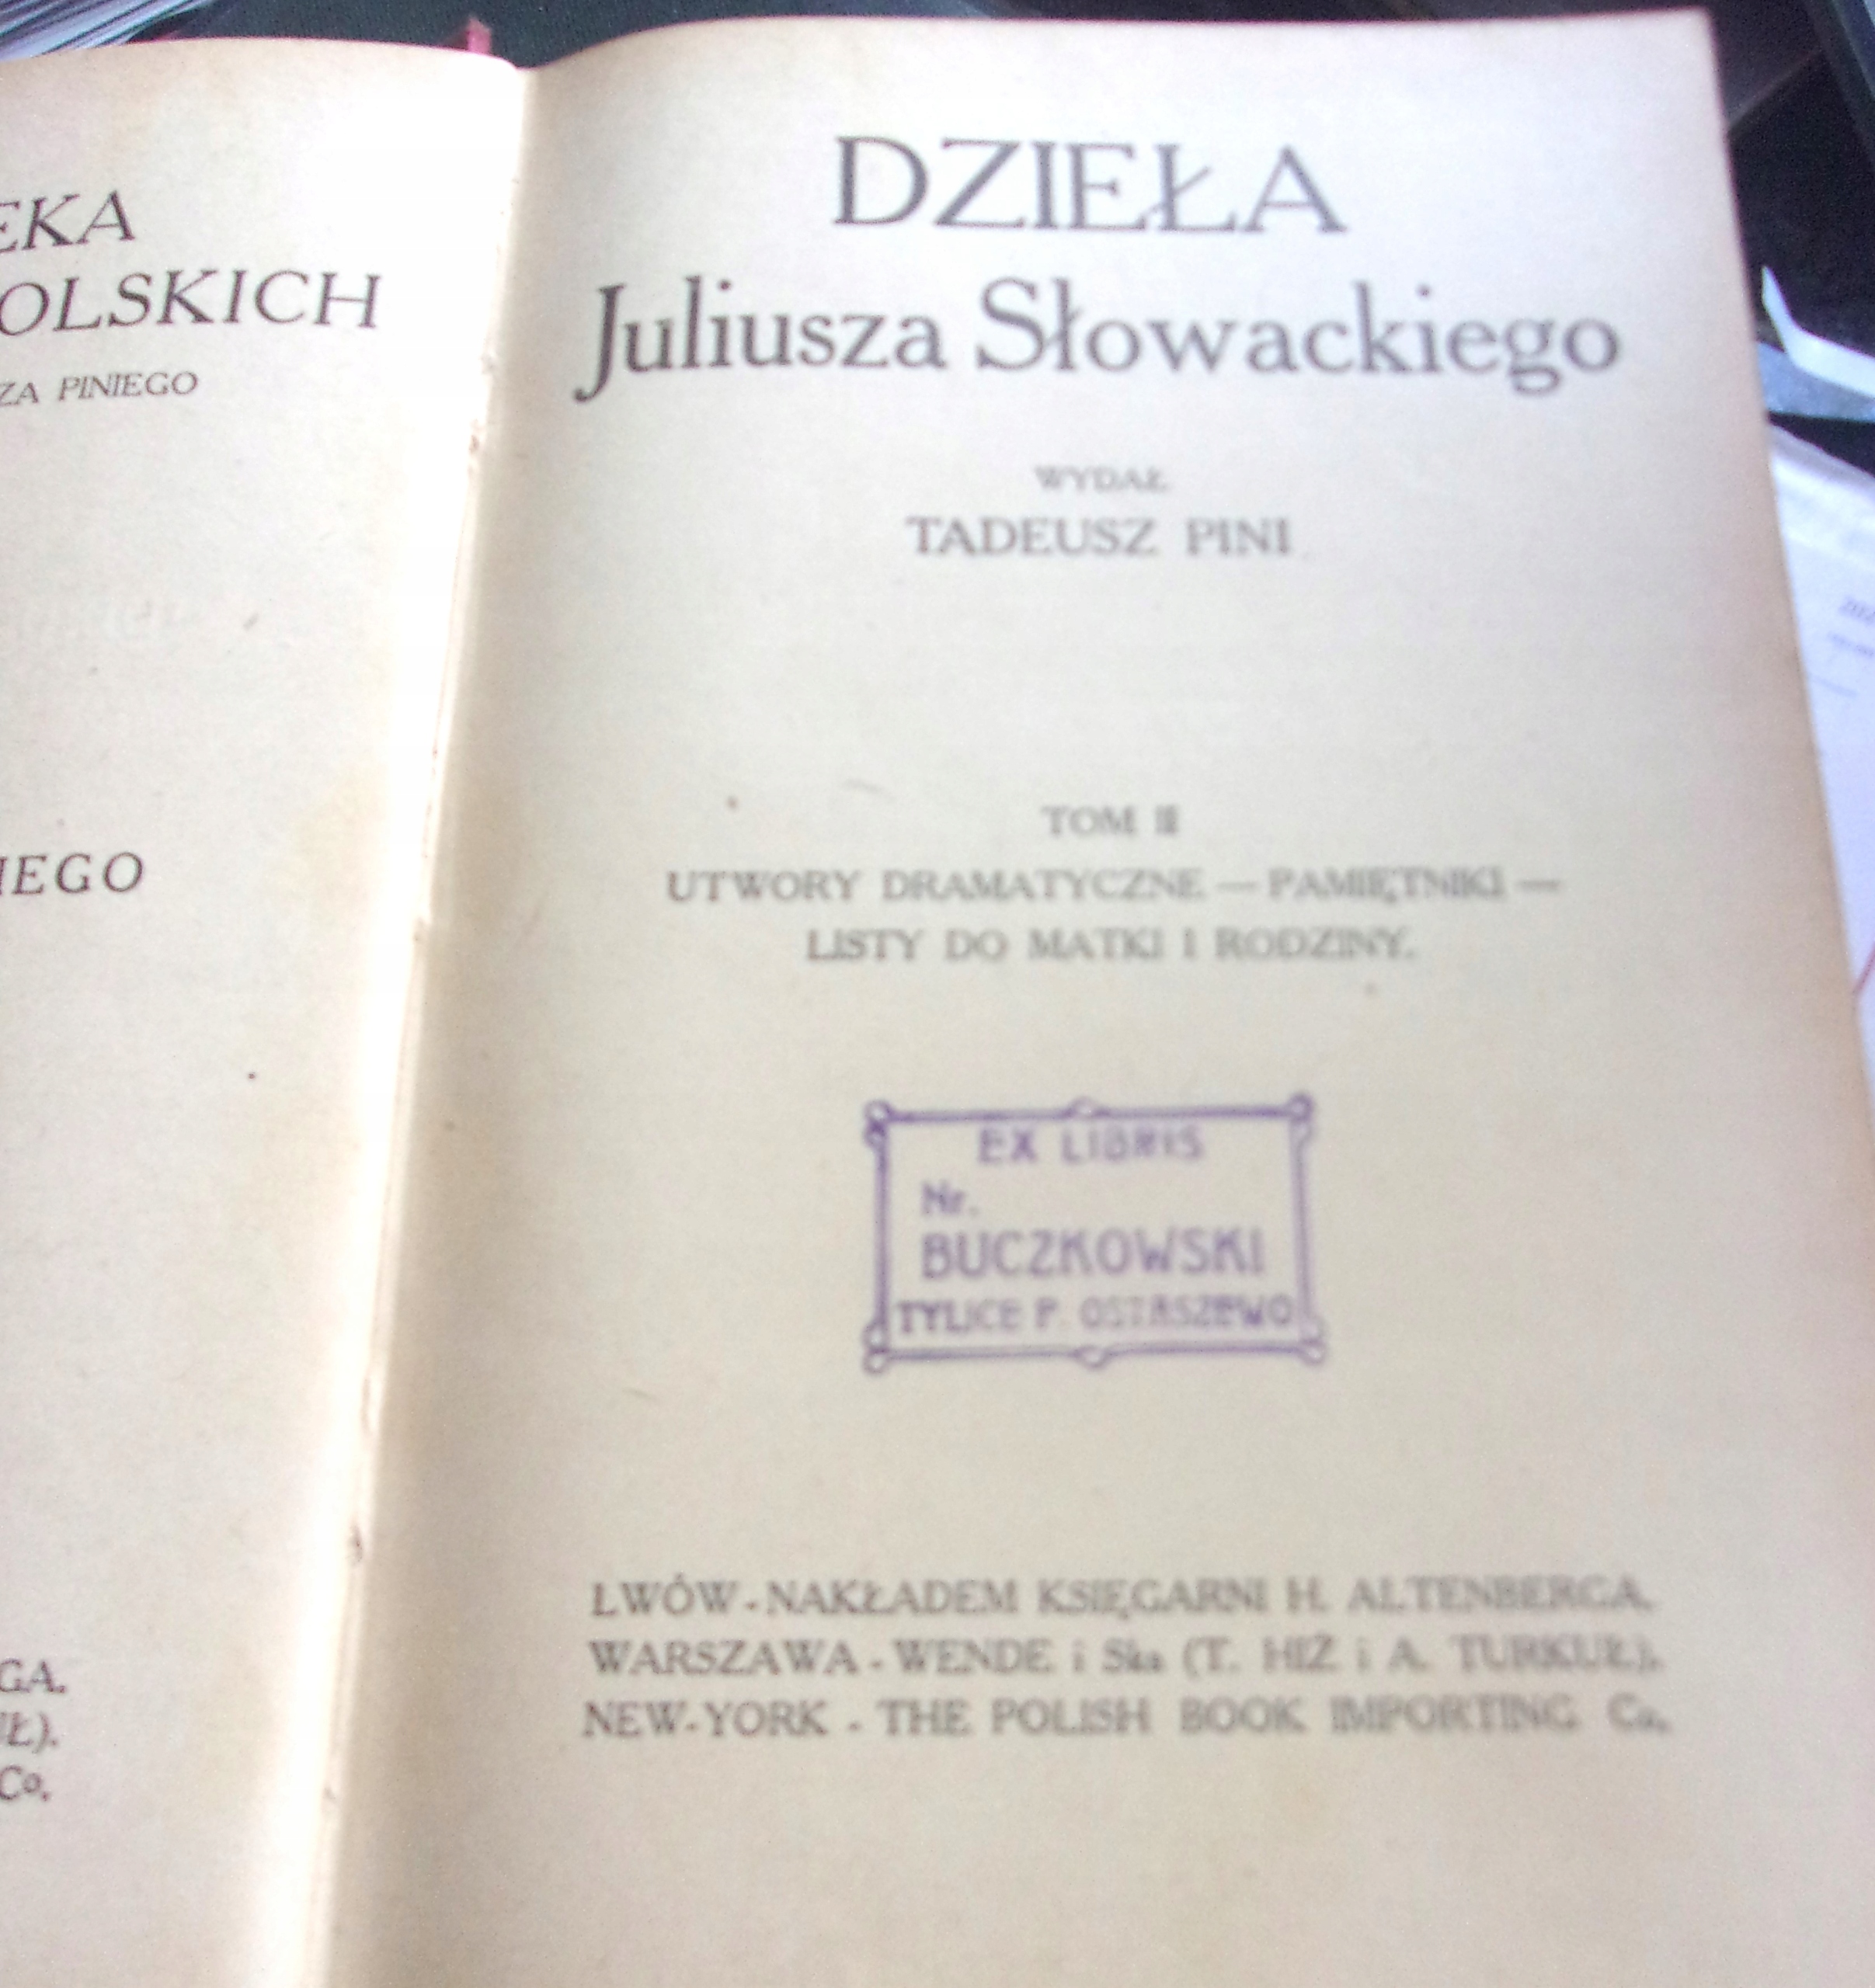 EKA
OLSKICH
ZA PINIEGO
IEGO
GA.
Ł).
Co.
DZIEŁA
Juliusza Słowackiego
WYDAŁ
TADEUSZ PINI
TOM
UTWORY DRAMATYCZNE — PAMIĘTNIKI —
LISTY DO MATKI I RODZINY.
EX LIBRIS
Nr.
BUCZKOWSKI
TYLICE P. OSTASZEWO
LWÓW - NAKŁADEM KSIĘGARNI H. ALTENBERGA.
WARSZAWA - WENDE i Ska (T. HIŻ i A. TURKUŁ).
NEW-YORK - THE POLISH BOOK IMPORTING Co.